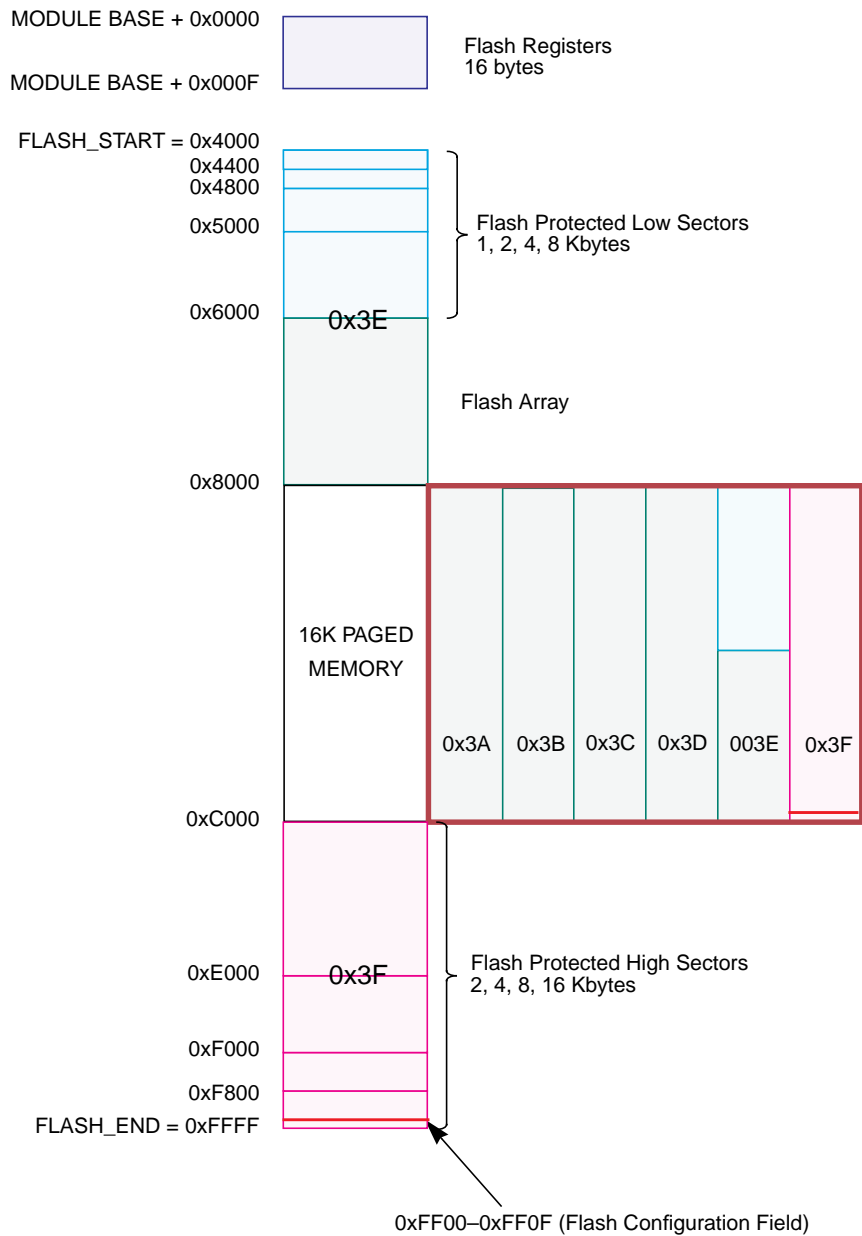 MODULE BASE + 0x0000
Flash Registers
16 bytes
MODULE BASE + 0x000F
FLASH_START = 0x4000
0x4400
0x4800
Flash Protected Low Sectors
1, 2, 4, 8 Kbytes
0x5000
0x6000
0x3E
Flash Array
0x8000
16K PAGED
MEMORY
0x3A
0x3B
0x3C
0x3D
003E
0x3F
0xC000
Flash Protected High Sectors
2, 4, 8, 16 Kbytes
0xE000
0x3F
0xF000
0xF800
FLASH_END = 0xFFFF
0xFF00–0xFF0F (Flash Configuration Field)